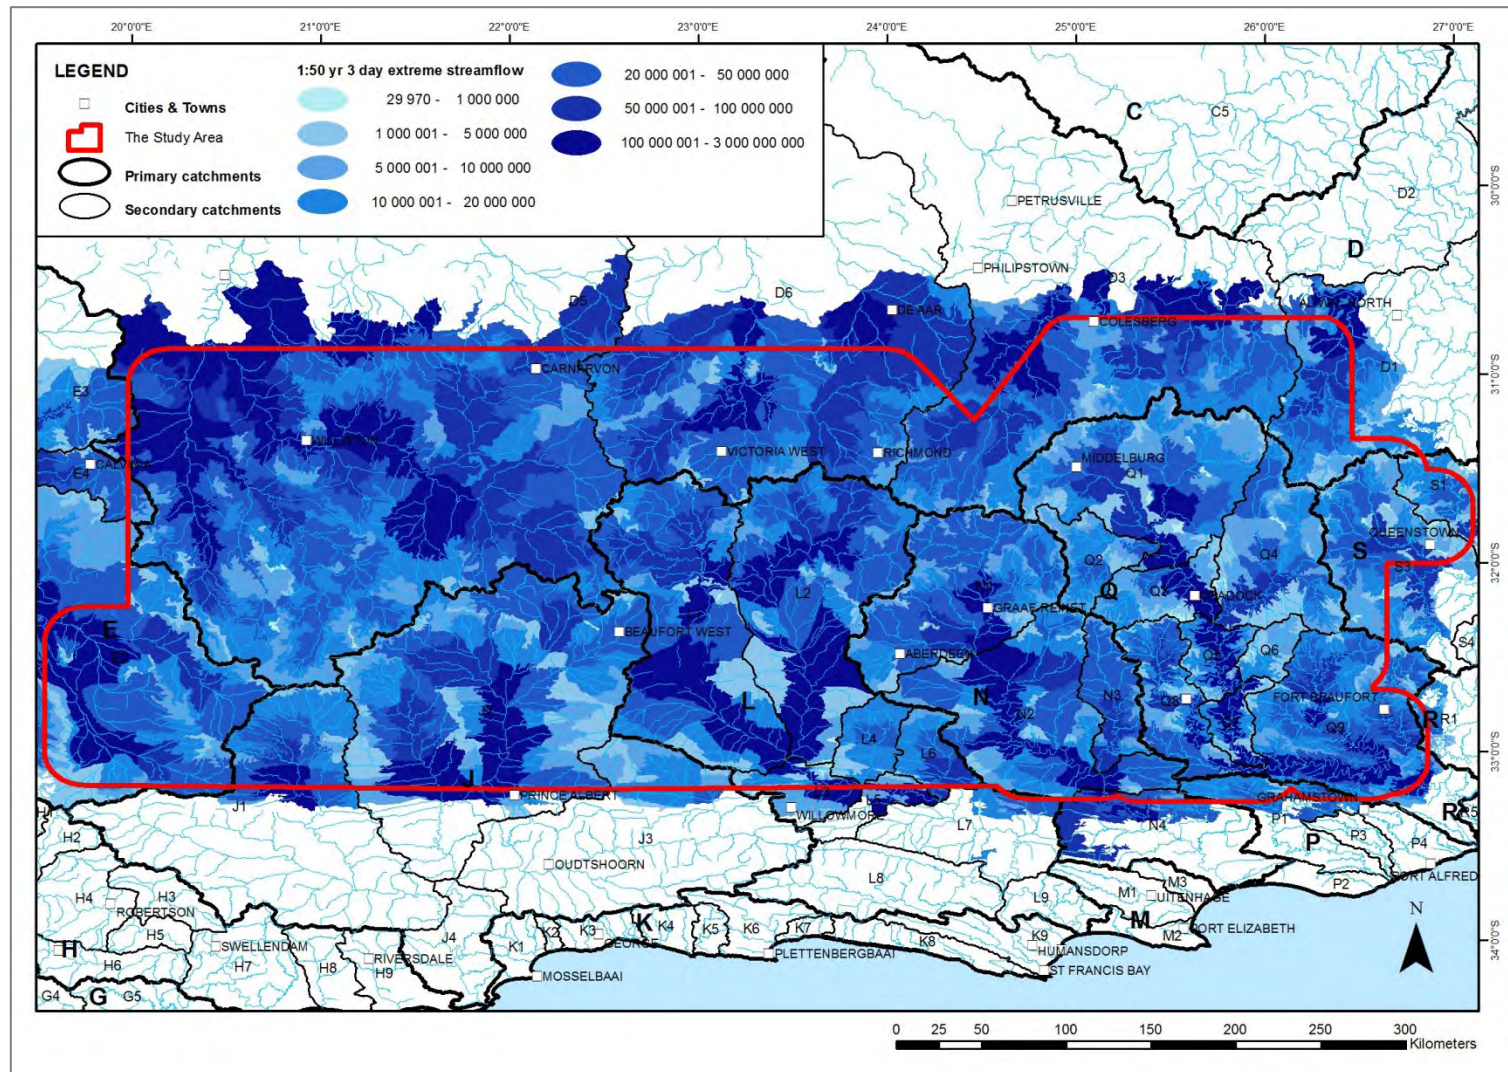 20°0'0"E 21°0'0"E 22°0'0"E 23°0'0"E 24°0'0"E 25°0'0"E 26°0'0"E 27°0'0"E
LEGEND
Cities & Towns
The Study Area
Primary catchments
Secondary catchments
1:50 yr 3 day extreme streamflow
29 970 - 1 000 000
1 000 001 - 5 000 000
5 000 001 - 10 000 000
10 000 001 - 20 000 000
20 000 001 - 50 000 000
50 000 001 - 100 000 000
100 000 001 - 3 000 000 000
C
C5
30°0'0"S
D2
PETRUSVILLE
D
PHILIPSTOWN
D3
D5
D6
DE AAR
COLESBERG
31°0'0"S
CARNARVON
D1
E3
WILLISTON
VICTORIA WEST
RICHMOND
MIDDELBURG
Q1
CALVINIA
E4
S1
QUEENSTOWN
S
Q4
Q2
S3
32°0'0"S
L2
Q
CRADOCK
GRAAF REINET
E
BEAUFORT WEST
S4
ABERDEEN
Q6
N
N3
Q8
FORT BEAUFORT
L
N2
R
R1
Q9
L4
L6
33°0'0"S
J
PRINCE ALBERT
J1
WILLOWMORE
GRAHAMSTOWN
H2
J3
L7
N4
P1
P3
P
P4
R
R5
OUDTSHOORN
L8
P2
PORT ALFRED
H4
H3
ROBERTSON
M1
M3
UITENHAGE
L9
H5
J4
K1
K2
K3
K
K4
K5
K6
K7
K8
K9
M
M2
PORT ELIZABETH
N
H
SWELLENDAM
GEORGE
HUMANSDORP
34°0'0"S
H6
H7
H8
RIVERSDALE
H9
PLETTENBERGBAAI
MOSSELBAAI
ST FRANCIS BAY
G4
G
G5
0 25 50 100 150 200 250 300
Kilometers